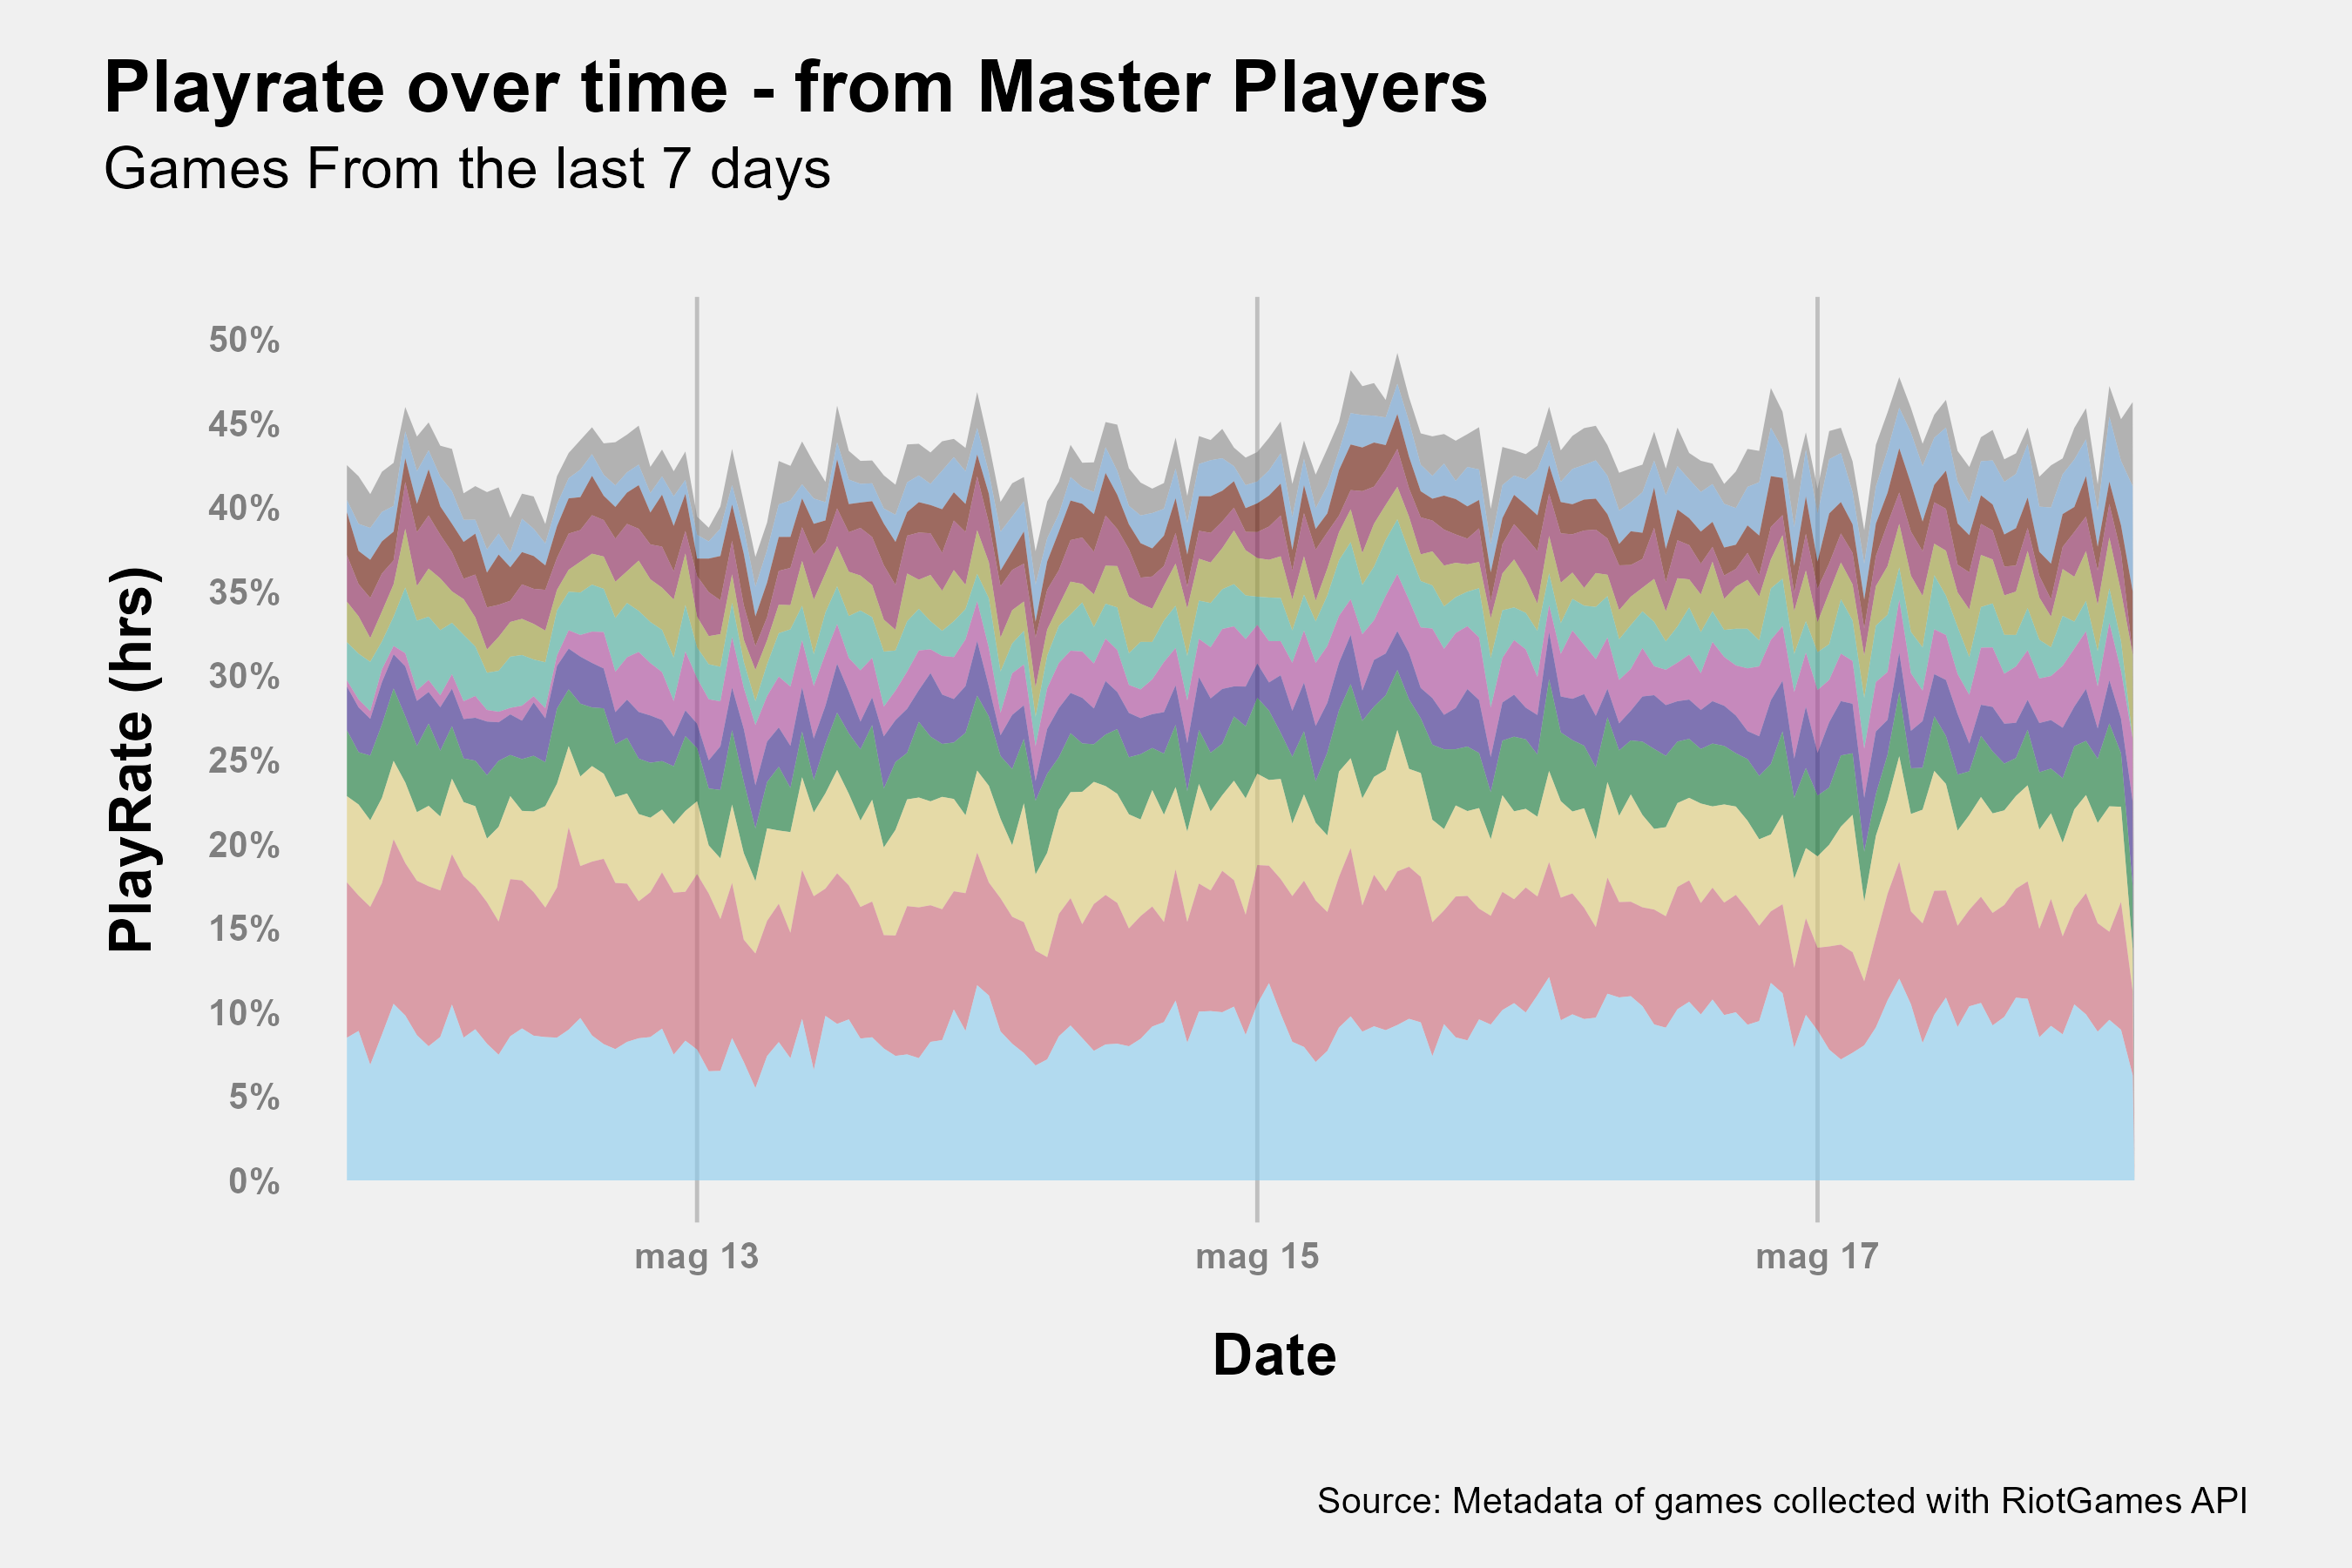 Playrate over time - from Master Players
Games From the last 7 days
PlayRate (hrs)
50%
45%
40%
35%
30%
25%
20%
15%
10%
5%
0%
mag 13
mag 15
mag 17
Date
Source: Metadata of games collected with RiotGames API